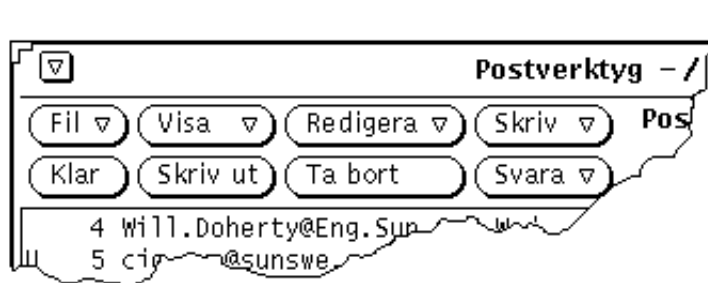 Postverktyg – /
Fil Visa Redigera Skriv Pos
Klar Skriv ut Ta bort Svara
4 Will.Doherty@Eng.Sun
5 @sunswe